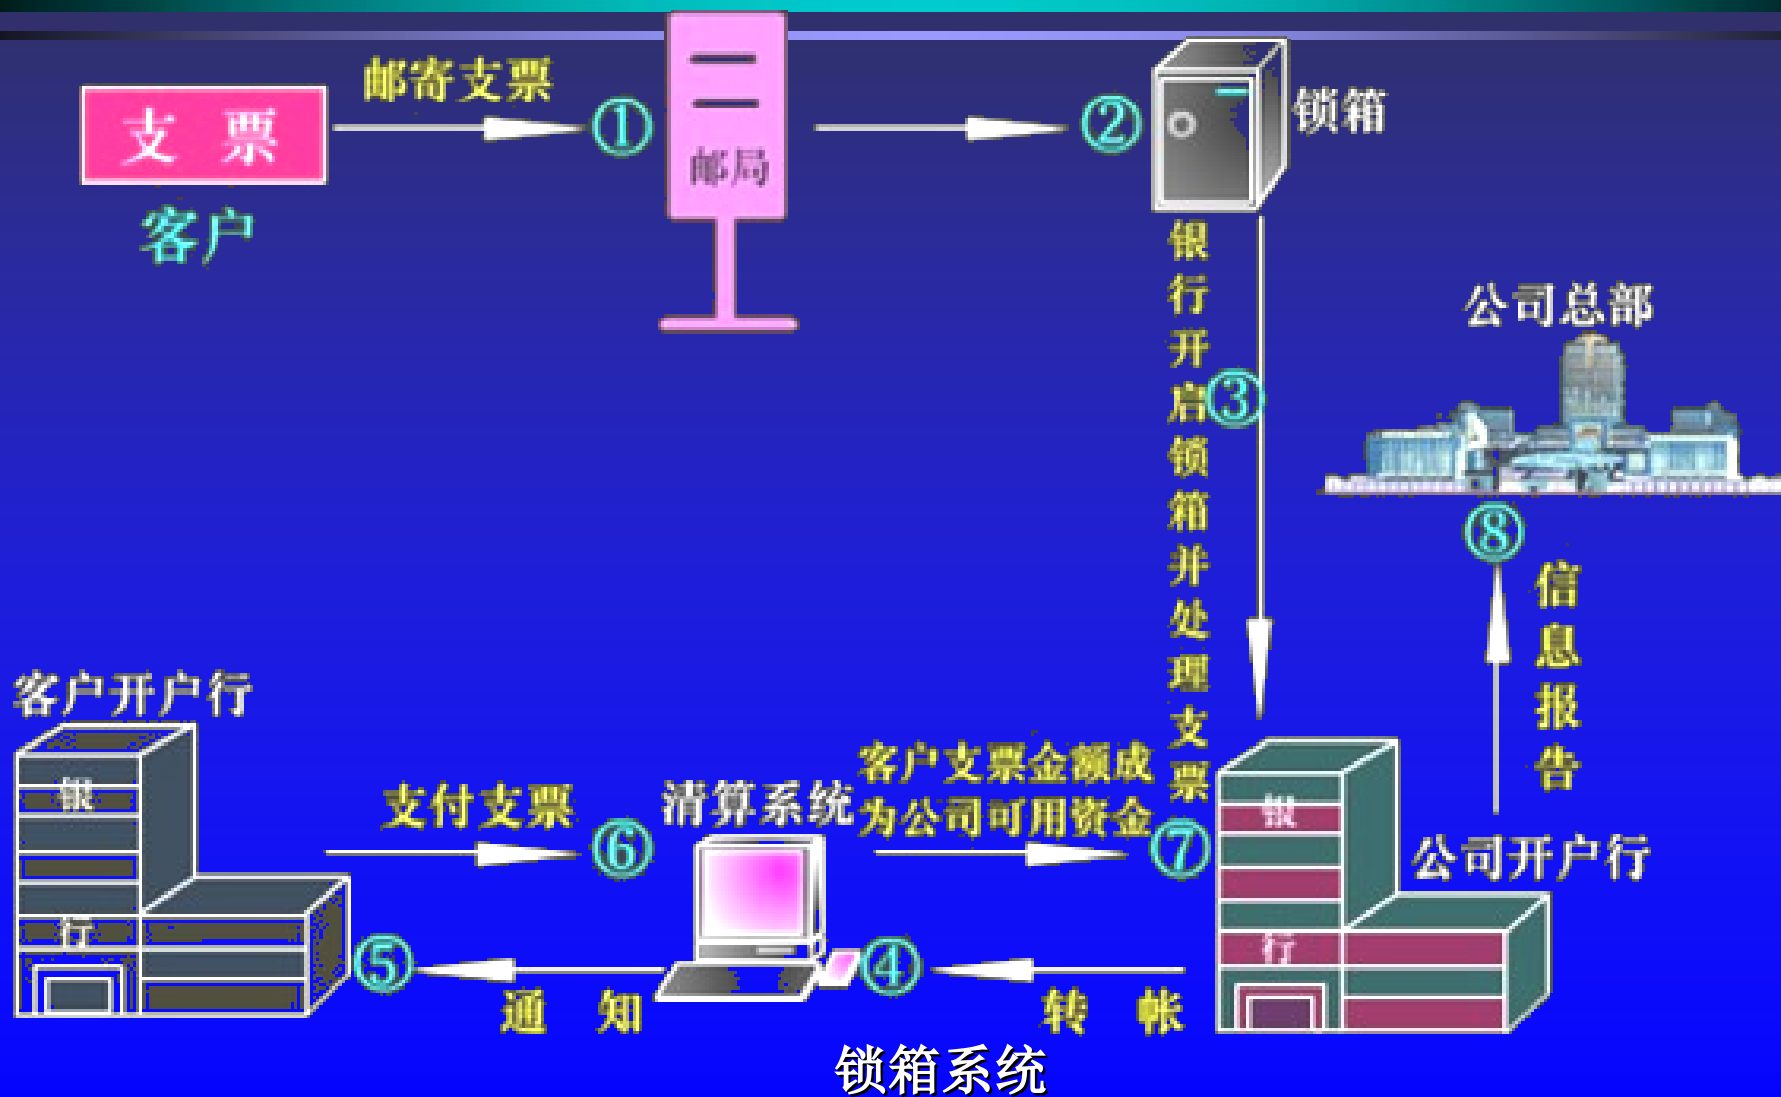 邮寄支票
支 票
①
邮局
②
锁箱
客户
银行开启锁箱并处理支票
③
公司总部
⑧
信息报告
客户开户行
银行
支付支票
⑥
清算系统
客户支票金额成
为公司可用资金
⑦
银行
公司开户行
⑤
通 知
④
转 帐
锁箱系统